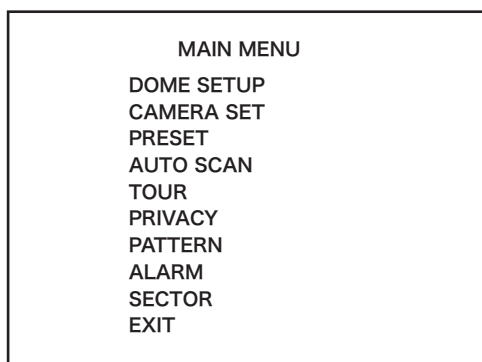 MAIN MENU
DOME SETUP
CAMERA SET
PRESET
AUTO SCAN
TOUR
PRIVACY
PATTERN
ALARM
SECTOR
EXIT